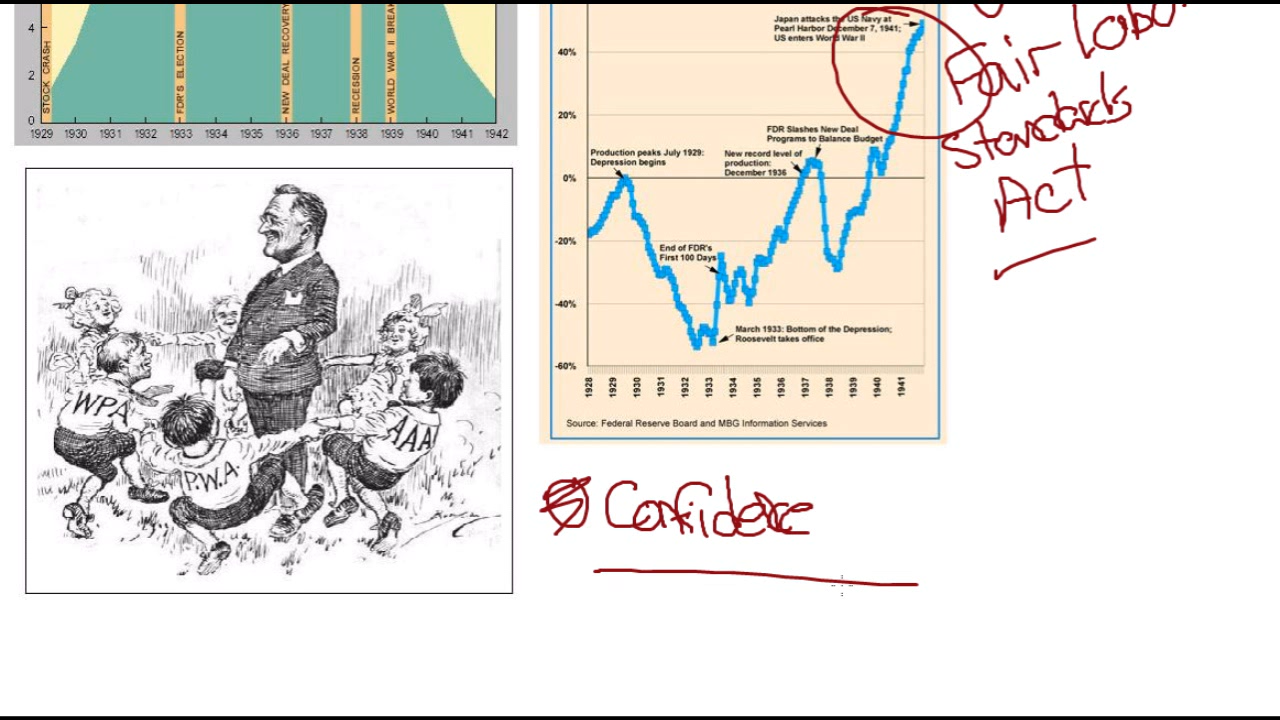 4
2
0
STOCK CRASH
FDR'S ELECTION
NEW DEAL RECOVERY
RECESSION
WORLD WAR II BREAK
1929 1930 1931 1932 1933 1934 1935 1936 1937 1938 1939 1940 1941 1942
WPA
P.W.A.
AAA
Japan attacks the US Navy at
Pearl Harbor December 7, 1941;
US enters World War II
40%
20%
0%
-20%
-40%
-60%
FDR Slashes New Deal
Programs to Balance Budget
Production peaks July 1929:
Depression begins
New record level of
production:
December 1936
End of FDR's
First 100 Days
March 1933: Bottom of the Depression;
Roosevelt takes office
1928 1929 1930 1931 1932 1933 1934 1935 1936 1937 1938 1939 1940 1941
Source: Federal Reserve Board and MBG Information Services
Fair Labor
Standards
Act
Confidence